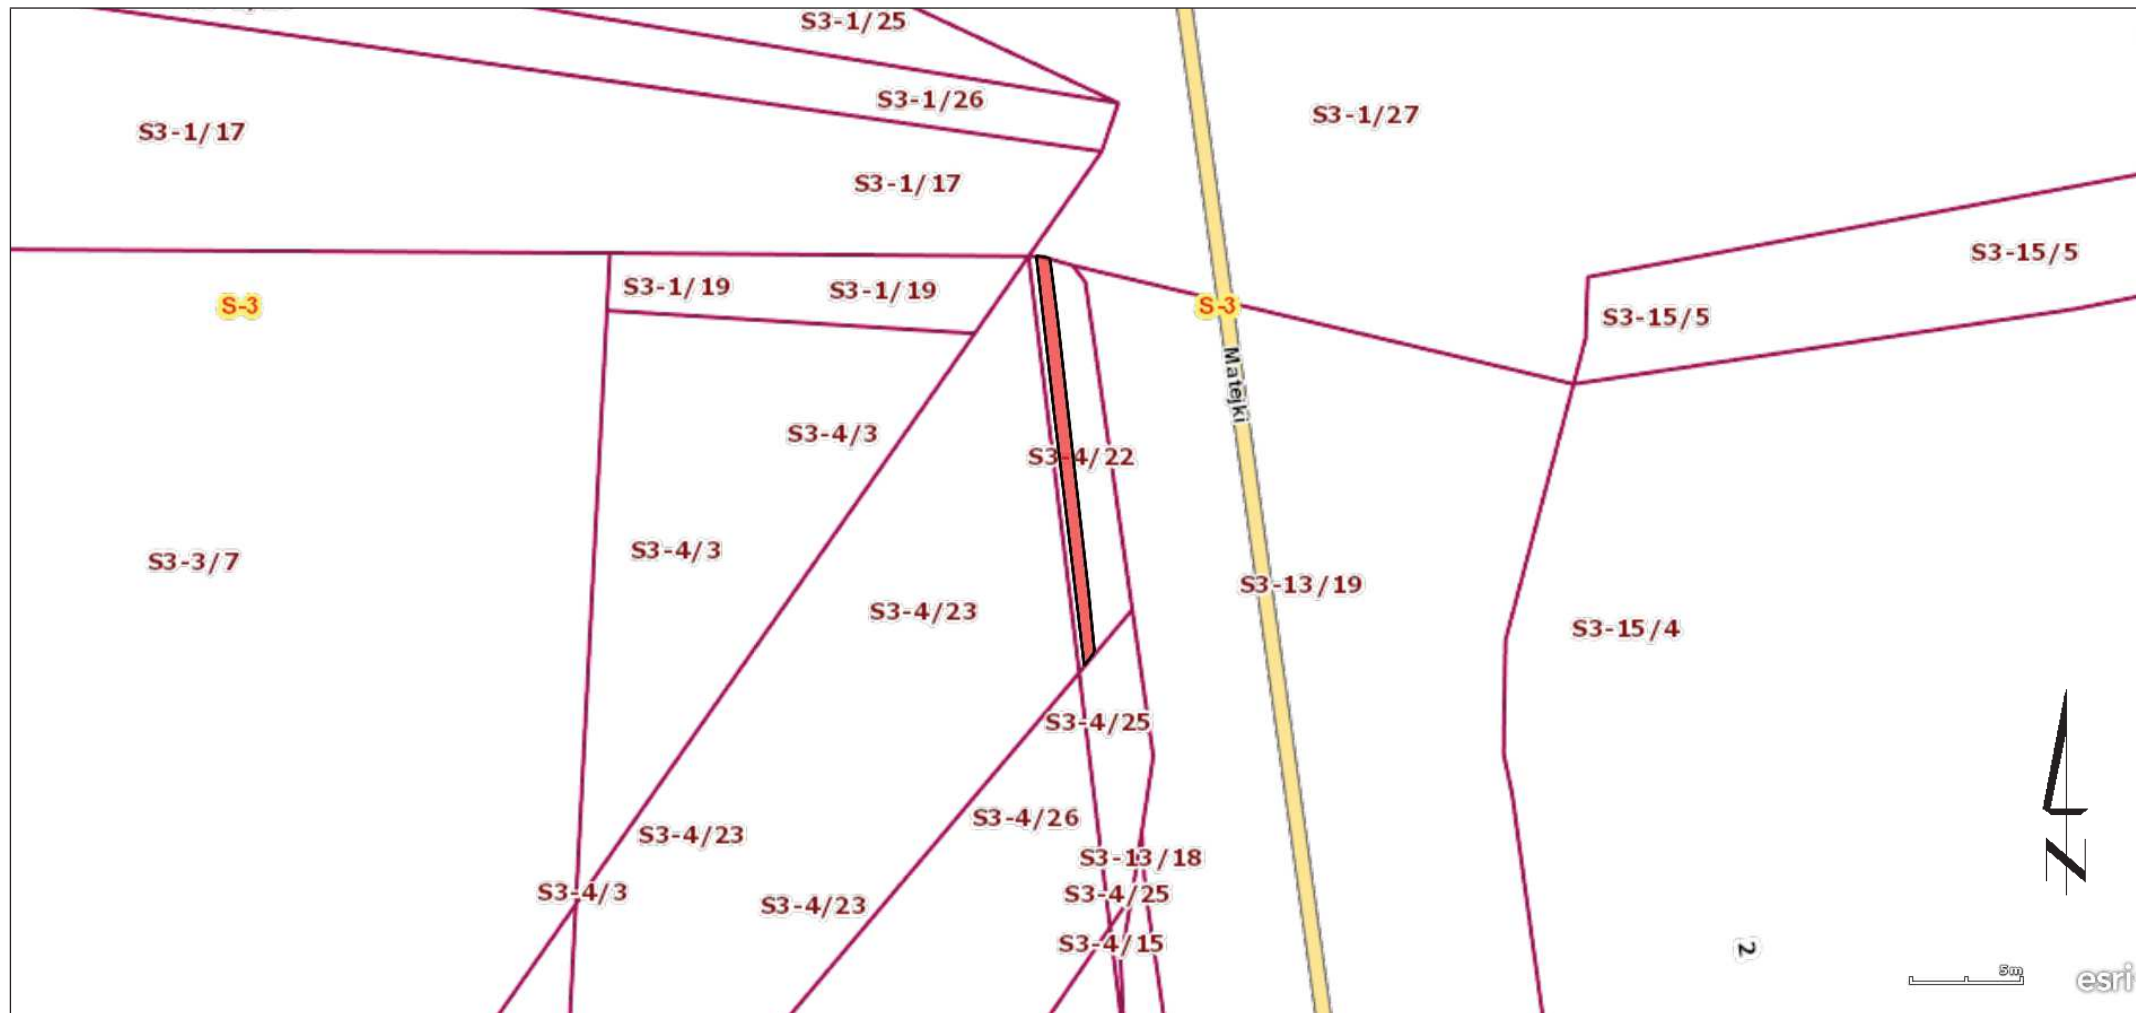 S3-1/25
S3-1/26
S3-1/27
S3-1/17
S3-1/17
S3-15/5
S3-1/19
S3-1/19
S-3
S-3
S3-15/5
Matejki
S3-4/3
S3-4/22
S3-4/3
S3-3/7
S3-13/19
S3-4/23
S3-15/4
S3-4/25
S3-4/26
S3-4/23
S3-13/18
S3-4/3
S3-4/25
S3-4/23
S3-4/15
2
N
5m
esri